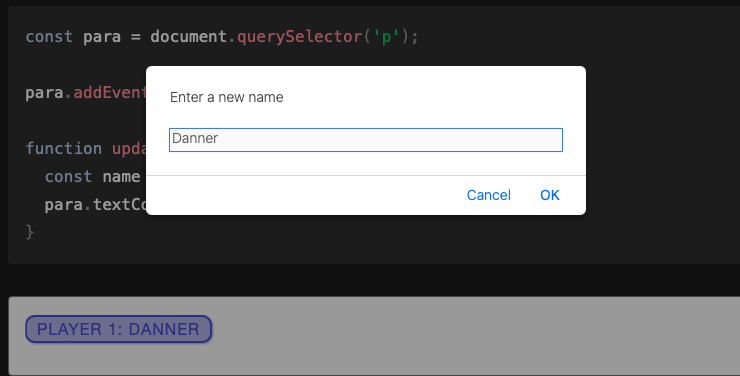 const para = document.querySelector('p');
para.addEvent
function upda
const name
para.textCo
}
Enter a new name
Danner
Cancel OK
PLAYER 1: DANNER